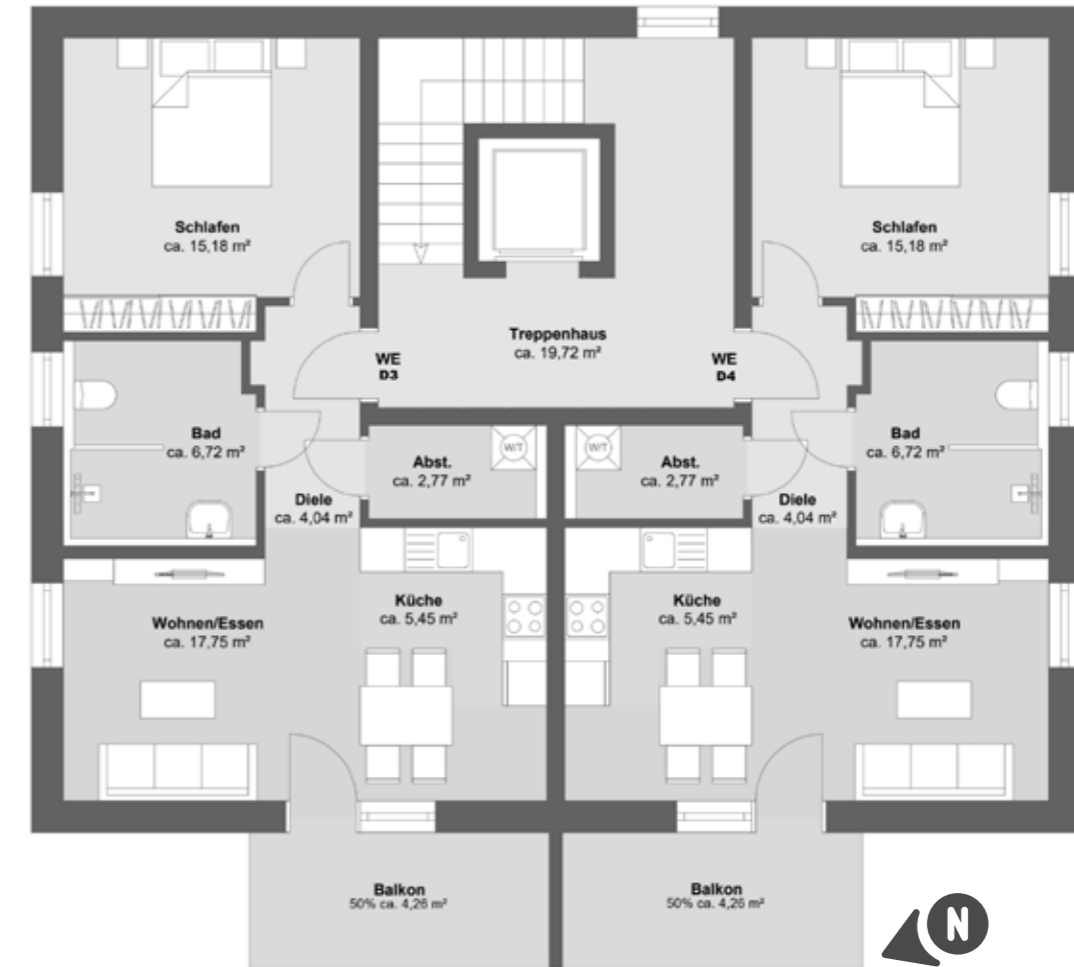 Schlafen
ca. 15,18 m²
Schlafen
ca. 15,18 m²
Treppenhaus
ca. 19,72 m²
WE
D3
WE
D4
Bad
ca. 6,72 m²
Abst.
ca. 2,77 m²
W/T
W/T
Abst.
ca. 2,77 m²
Bad
ca. 6,72 m²
Diele
ca. 4,04 m²
Diele
ca. 4,04 m²
Wohnen/Essen
ca. 17,75 m²
Küche
ca. 5,45 m²
Küche
ca. 5,45 m²
Wohnen/Essen
ca. 17,75 m²
Balkon
50% ca. 4,26 m²
Balkon
50% ca. 4,26 m²
N